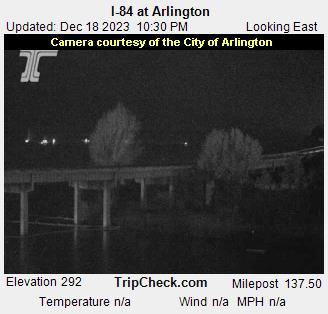 I-84 at Arlington
Updated: Dec 18 2023 10:30 PM Looking East
Camera courtesy of the City of Arlington
Elevation 292 TripCheck.com Milepost 137.50
Temperature n/a Wind n/a MPH n/a